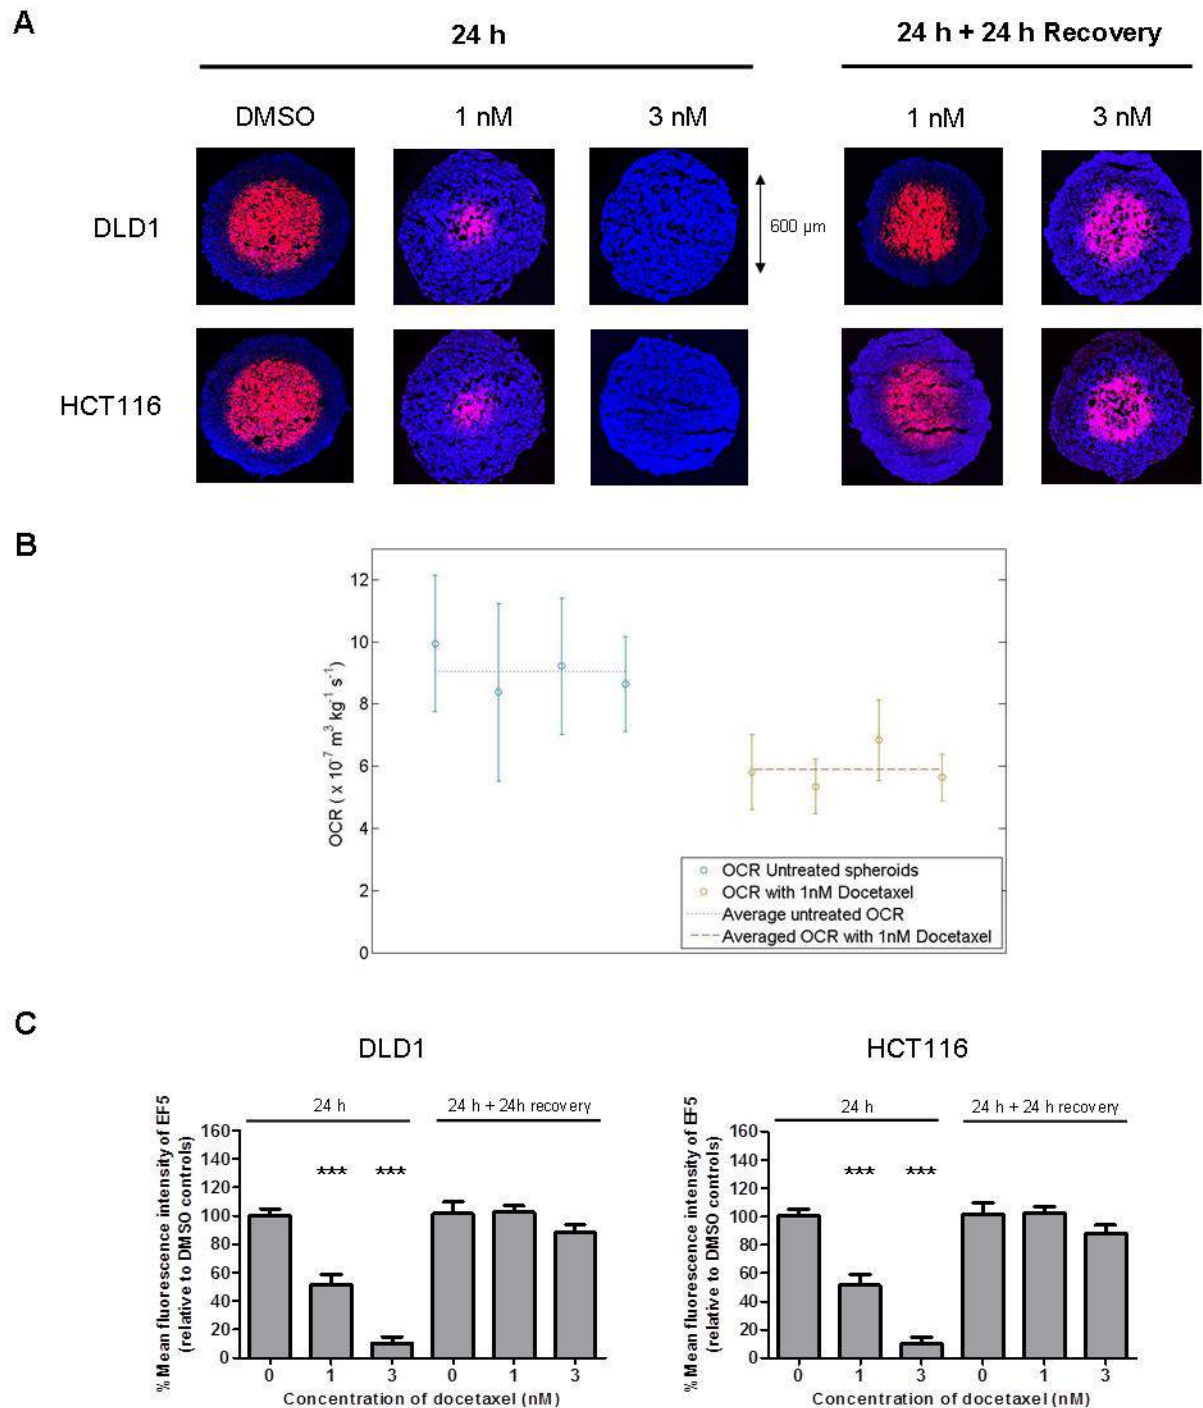 A
24 h
24 h + 24 h Recovery
DMSO
1 nM
3 nM
1 nM
3 nM
DLD1
600 µm
HCT116
B
OCR ( x 10-7 m3 kg-1 s-1)
12
10
8
6
4
2
0
OCR Untreated spheroids
OCR with 1nM Docetaxel
Average untreated OCR
Averaged OCR with 1nM Docetaxel
C
DLD1
24 h
24 h + 24h recovery
% Mean fluorescence intensity of EF5
(relative to DMSO controls)
160
140
120
100
80
60
40
20
0
***
***
0 1 3 0 1 3
Concentration of docetaxel (nM)
HCT116
24 h
24 h + 24 h recovery
% Mean fluorescence intensity of EF5
(relative to DMSO controls)
160
140
120
100
80
60
40
20
0
***
***
0 1 3 0 1 3
Concentration of docetaxel (nM)